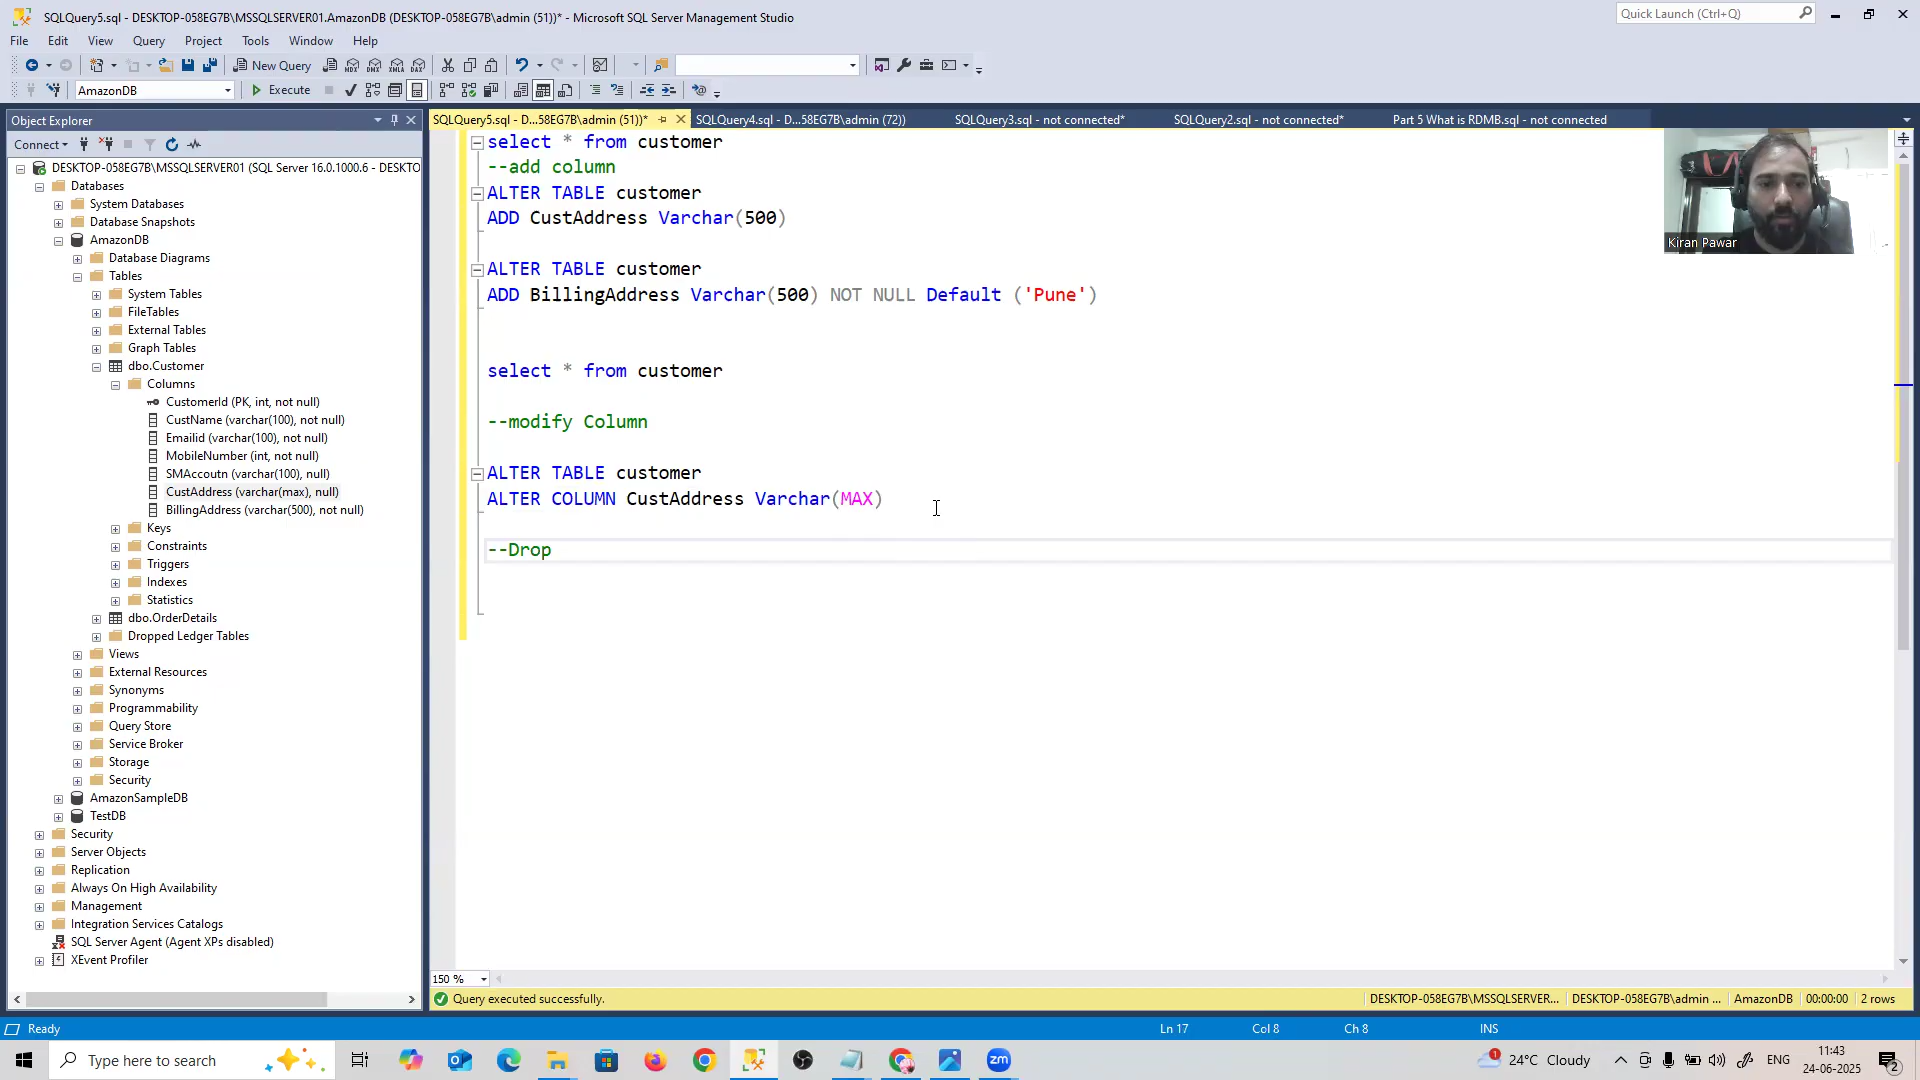 SQLQuery5.sql - DESKTOP-058EG7B\MSSQLSERVER01.AmazonDB (DESKTOP-058EG7B\admin (51))* - Microsoft SQL Server Management Studio
Quick Launch (Ctrl+Q)
File Edit View Query Project Tools Window Help
New Query
AmazonDB
Execute
Object Explorer
Connect
DESKTOP-058EG7B\MSSQLSERVER01 (SQL Server 16.0.1000.6 - DESKTO
Databases
System Databases
Database Snapshots
AmazonDB
Database Diagrams
Tables
System Tables
FileTables
External Tables
Graph Tables
dbo.Customer
Columns
CustomerId (PK, int, not null)
CustName (varchar(100), not null)
Emailid (varchar(100), not null)
MobileNumber (int, not null)
SMAccoutn (varchar(100), null)
CustAddress (varchar(max), null)
BillingAddress (varchar(500), not null)
Keys
Constraints
Triggers
Indexes
Statistics
dbo.OrderDetails
Dropped Ledger Tables
Views
External Resources
Synonyms
Programmability
Query Store
Service Broker
Storage
Security
AmazonSampleDB
TestDB
Security
Server Objects
Replication
Always On High Availability
Management
Integration Services Catalogs
SQL Server Agent (Agent XPs disabled)
XEvent Profiler
SQLQuery5.sql - D...58EG7B\admin (51))*
SQLQuery4.sql - D...58EG7B\admin (72))
SQLQuery3.sql - not connected*
SQLQuery2.sql - not connected*
Part 5 What is RDMB.sql - not connected
select * from customer
--add column
ALTER TABLE customer
ADD CustAddress Varchar(500)
ALTER TABLE customer
ADD BillingAddress Varchar(500) NOT NULL Default ('Pune')
select * from customer
--modify Column
ALTER TABLE customer
ALTER COLUMN CustAddress Varchar(MAX)
--Drop
Kiran Pawar
150 %
Query executed successfully.
DESKTOP-058EG7B\MSSQLSERVER...
DESKTOP-058EG7B\admin ...
AmazonDB
00:00:00
2 rows
Ready
Ln 17
Col 8
Ch 8
INS
Type here to search
zm
1
24°C Cloudy
ENG
11:43
24-06-2025
2